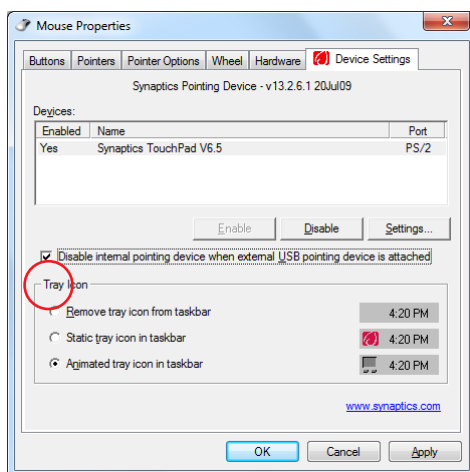 Mouse Properties
Buttons Pointers Pointer Options Wheel Hardware Device Settings
Synaptics Pointing Device - v13.2.6.1 20Jul09
Devices:
Enabled Name Port
Yes Synaptics TouchPad V6.5 PS/2
Enable Disable Settings...
Disable internal pointing device when external USB pointing device is attached
Tray Icon
Remove tray icon from taskbar 4:20 PM
Static tray icon in taskbar 4:20 PM
Animated tray icon in taskbar 4:20 PM
www.synaptics.com
OK Cancel Apply